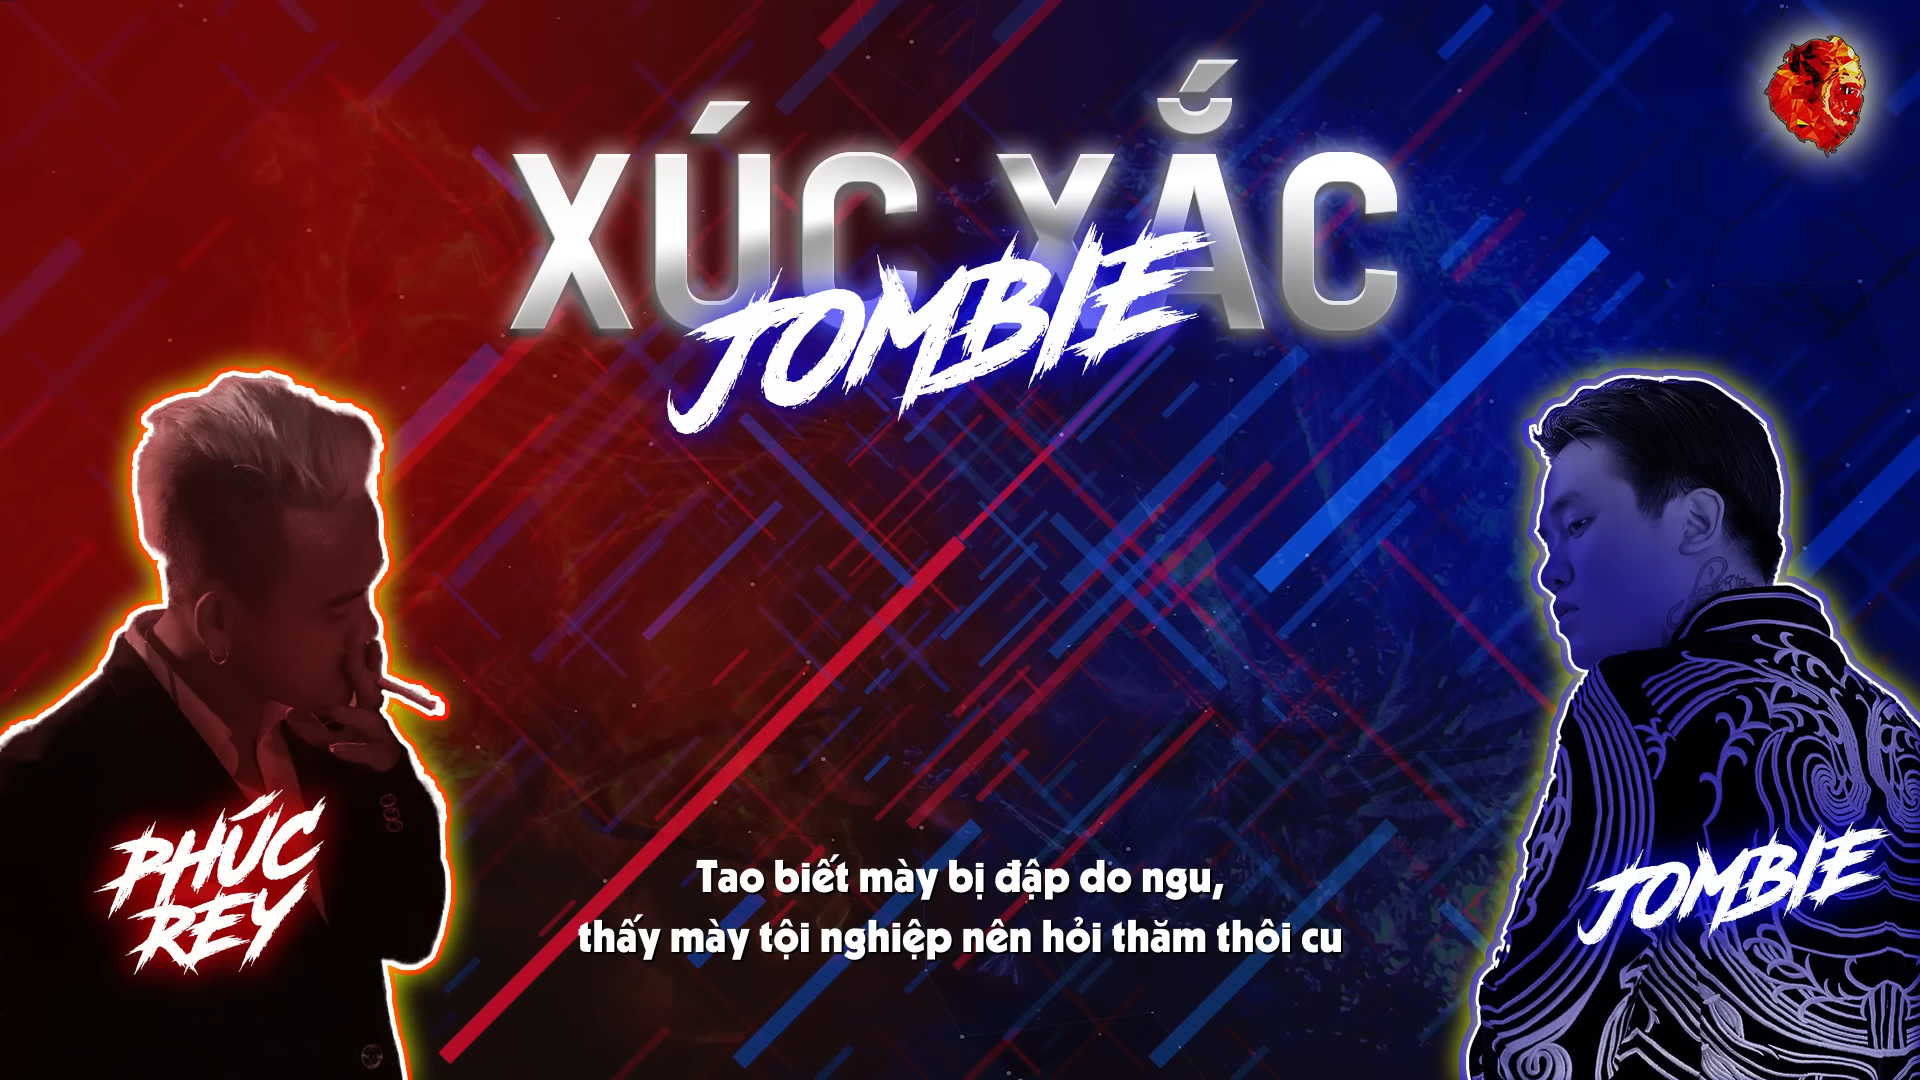 XÚC XẮC
JOMBIE
PHÚC
REY
JOMBIE
Tao biết mày bị đập do ngu,
thấy mày tội nghiệp nên hỏi thăm thôi cu